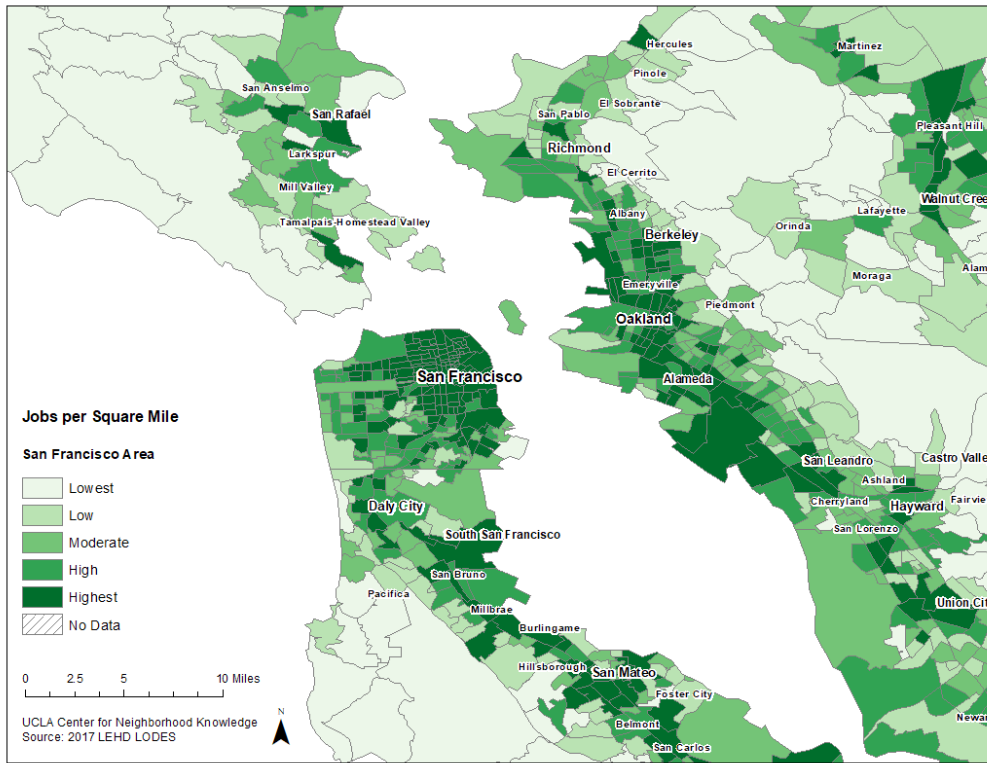 Hercules
Martinez
Pinole
San Anselmo
El Sobrante
San Rafael
San Pablo
Pleasant Hill
Richmond
Larkspur
El Cerrito
Mill Valley
Walnut Cree
Albany
Lafayette
Tamalpais-Homestead Valley
Orinda
Berkeley
Alam
Moraga
Emeryville
Piedmont
Oakland
San Francisco
Alameda
Jobs per Square Mile
San Francisco Area
Lowest
Low
Moderate
High
Highest
No Data
San Leandro
Castro Valle
Ashland
Cherryland
Hayward
Fairvie
Daly City
San Lorenzo
South San Francisco
San Bruno
Pacifica
Union Cit
Millbrae
Burlingame
Hillsborough
San Mateo
Foster City
Newar
Belmont
San Carlos
0 2.5 5 10 Miles
UCLA Center for Neighborhood Knowledge
Source: 2017 LEHD LODES
N